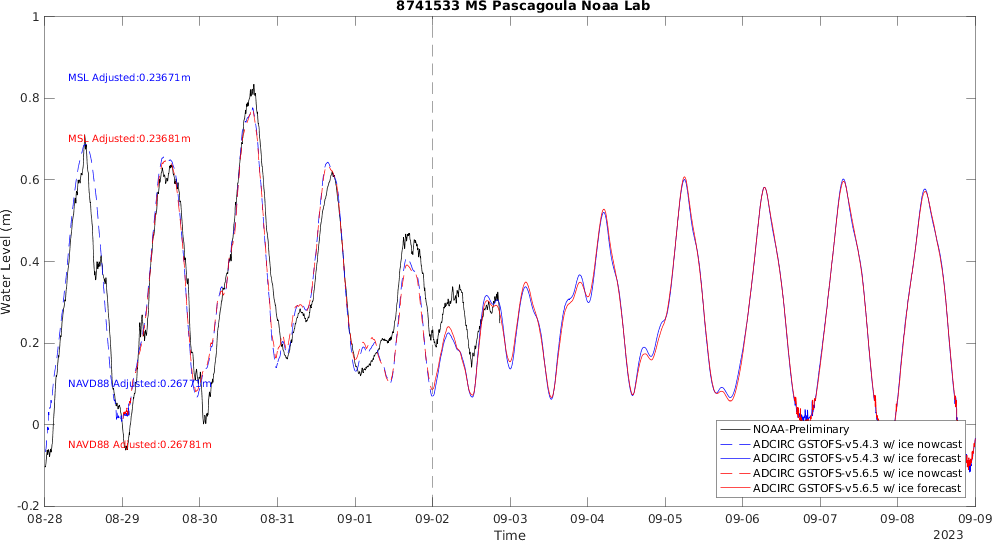 8741533 MS Pascagoula Noaa Lab
1
0.8
0.6
0.4
0.2
0
-0.2
Water Level (m)
MSL Adjusted:0.23671m
MSL Adjusted:0.23681m
NAVD88 Adjusted:0.26771m
NAVD88 Adjusted:0.26781m
NOAA-Preliminary
ADCIRC GSTOFS-v5.4.3 w/ ice nowcast
ADCIRC GSTOFS-v5.4.3 w/ ice forecast
ADCIRC GSTOFS-v5.6.5 w/ ice nowcast
ADCIRC GSTOFS-v5.6.5 w/ ice forecast
08-28 08-29 08-30 08-31 09-01 09-02 09-03 09-04 09-05 09-06 09-07 09-08 09-09
Time
2023